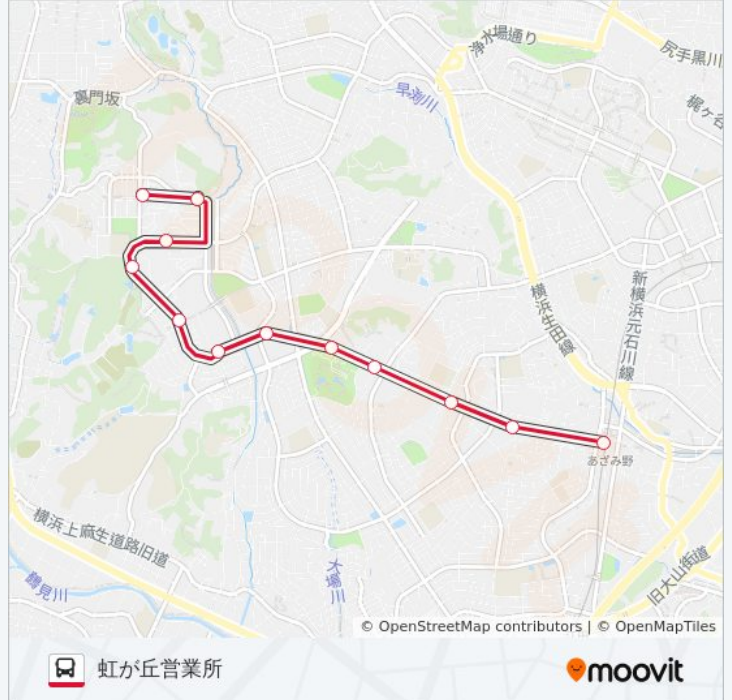 浄水場通り
尻手黒川
裏門坂
早渕川
梶ヶ谷
新横浜元石川線
横浜生田線
あざみ野
横浜上麻生道路旧道
大場川
鶴見川
旧大山街道
© OpenStreetMap contributors | © OpenMapTiles
虹が丘営業所
moovit